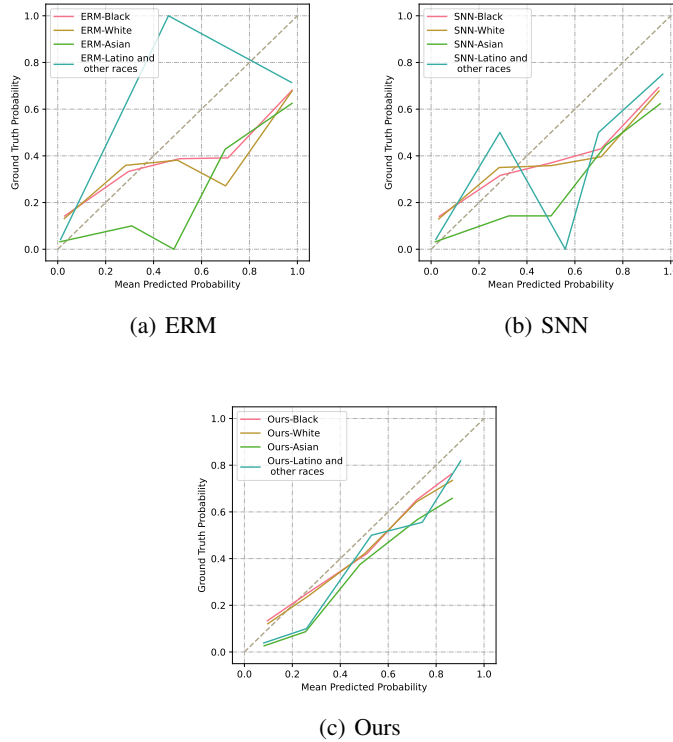 1.0
0.8
0.6
0.4
0.2
0.0
Ground Truth Probability
ERM-Black
ERM-White
ERM-Asian
ERM-Latino and
other races
0.0 0.2 0.4 0.6 0.8 1.0
Mean Predicted Probability
(a) ERM
1.0
0.8
0.6
0.4
0.2
0.0
Ground Truth Probability
SNN-Black
SNN-White
SNN-Asian
SNN-Latino and
other races
0.0 0.2 0.4 0.6 0.8 1.0
Mean Predicted Probability
(b) SNN
1.0
0.8
0.6
0.4
0.2
0.0
Ground Truth Probability
Ours-Black
Ours-White
Ours-Asian
Ours-Latino and
other races
0.0 0.2 0.4 0.6 0.8 1.0
Mean Predicted Probability
(c) Ours